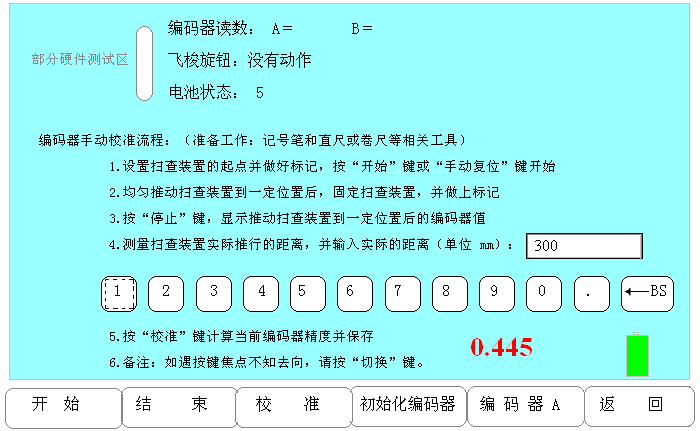 编码器读数: A= B=
部分硬件测试区
飞梭旋钮: 没有动作
电池状态: 5
编码器手动校准流程:（准备工作: 记号笔和直尺或卷尺等相关工具）
1.设置扫查装置的起点并做好标记, 按“开始”键或“手动复位”键开始
2.均匀推动扫查装置到一定位置后, 固定扫查装置, 并做上标记
3.按“停止”键, 显示推动扫查装置到一定位置后的编码器值
4.测量扫查装置实际推行的距离, 并输入实际的距离（单位 mm）: 300
1 2 3 4 5 6 7 8 9 0 . ←BS
5.按“校准”键计算当前编码器精度并保存
0.445
6.备注: 如遇按键焦点不知去向, 请按“切换”键。
开 始 结 束 校 准 初始化编码器 编 码 器 A 返 回